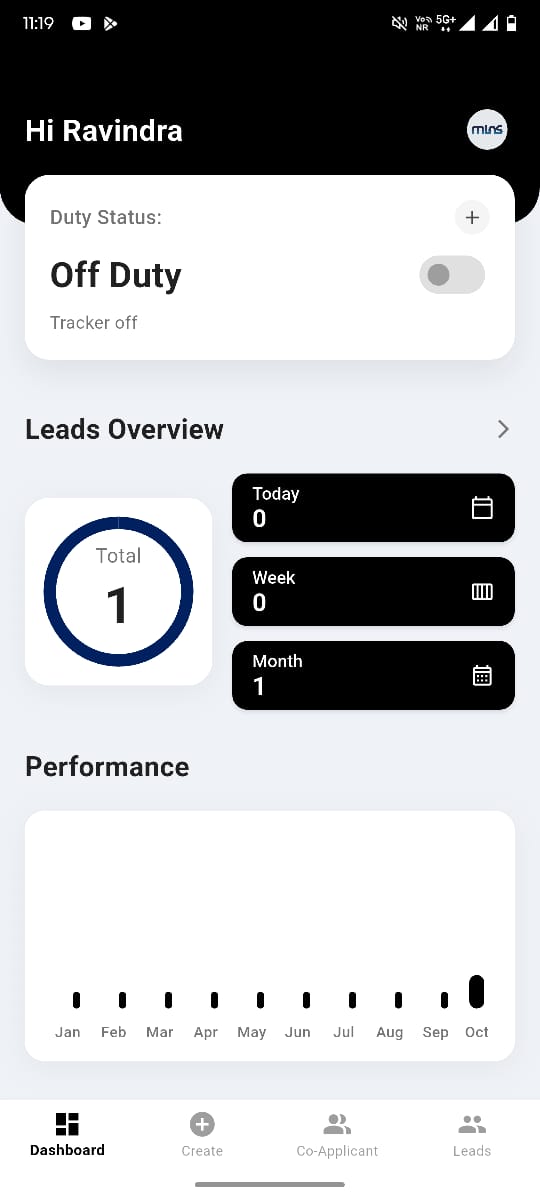 11:19
Vo))
NR
5G+
Hi Ravindra
mins
Duty Status:
Off Duty
Tracker off
Leads Overview
Total
1
Today
0
Week
0
Month
1
Performance
Jan Feb Mar Apr May Jun Jul Aug Sep Oct
Dashboard Create Co-Applicant Leads